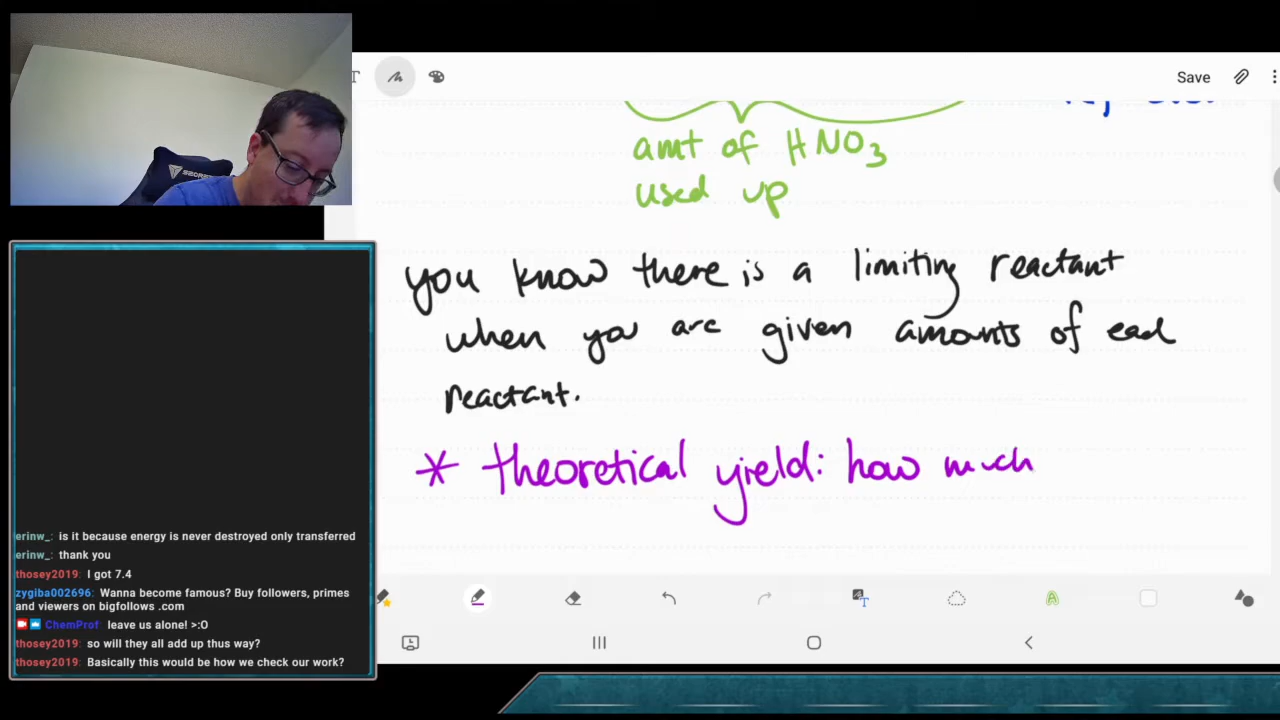 Save
amt of HNO3
used up
you know there is a limiting reactant
when you are given amounts of each
reactant.
* theoretical yield: how much
erinw_: is it because energy is never destroyed only transferred
erinw_: thank you
thosey2019: I got 7.4
zygiba002696: Wanna become famous? Buy followers, primes
and viewers on bigfollows .com
ChemProf: leave us alone! >:O
thosey2019: so will they all add up thus way?
thosey2019: Basically this would be how we check our work?